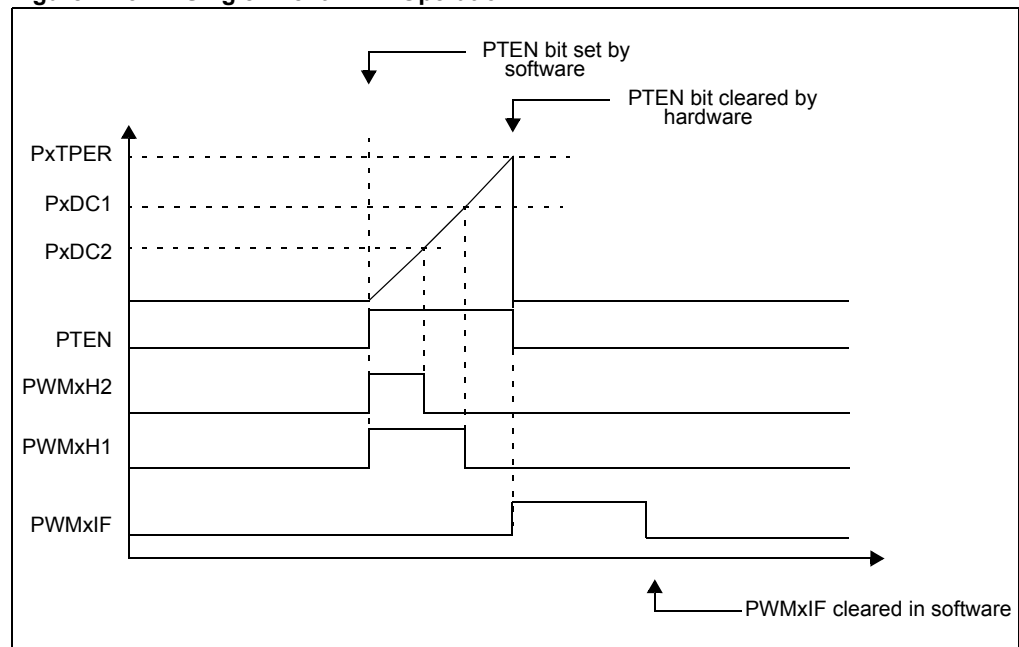 PTEN bit set by
software
PTEN bit cleared by
hardware
PxTPER
PxDC1
PxDC2
PTEN
PWMxH2
PWMxH1
PWMxIF
PWMxIF cleared in software